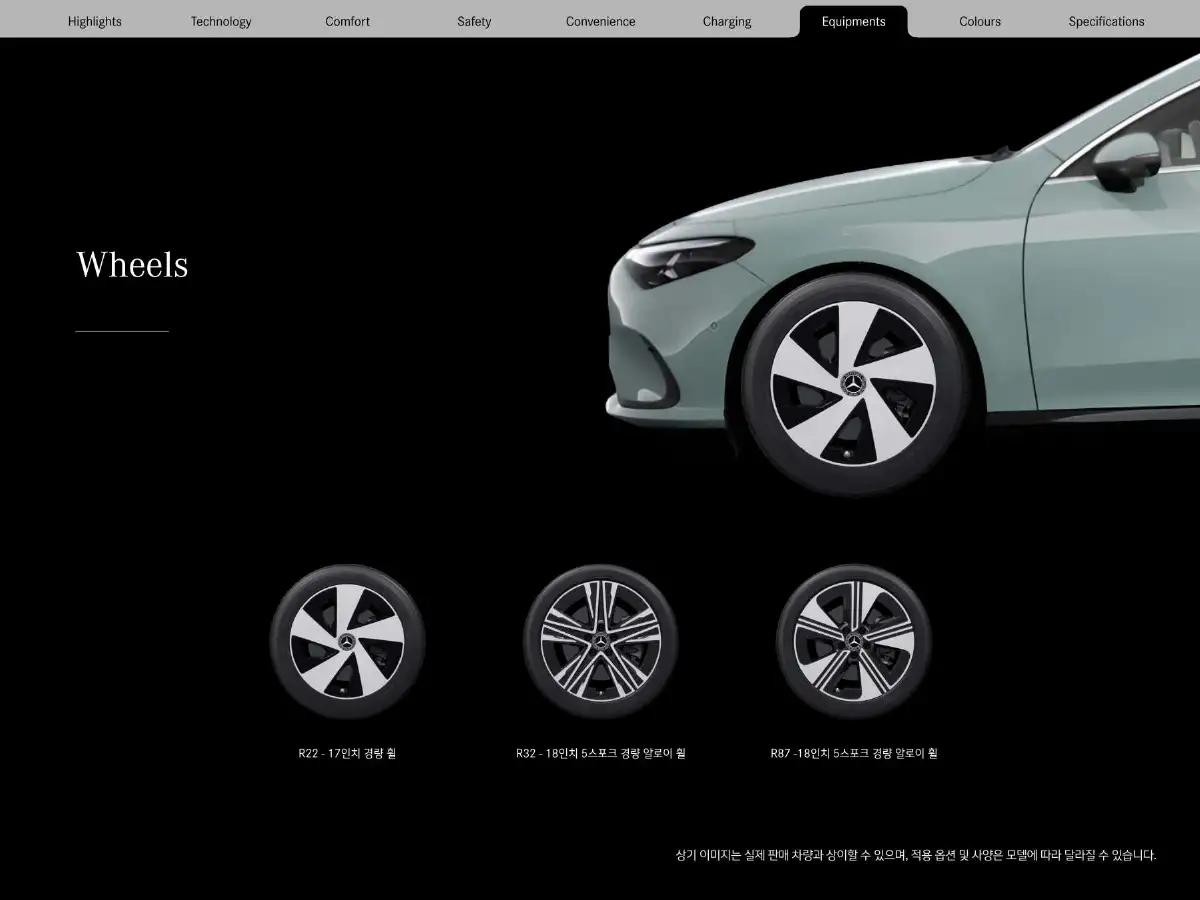 Highlights
Technology
Comfort
Safety
Convenience
Charging
Equipments
Colours
Specifications
Wheels
R22 - 17인치 경량 휠
R32 - 18인치 5스포크 경량 알로이 휠
R87 -18인치 5스포크 경량 알로이 휠
상기 이미지는 실제 판매 차량과 상이할 수 있으며, 적용 옵션 및 사양은 모델에 따라 달라질 수 있습니다.